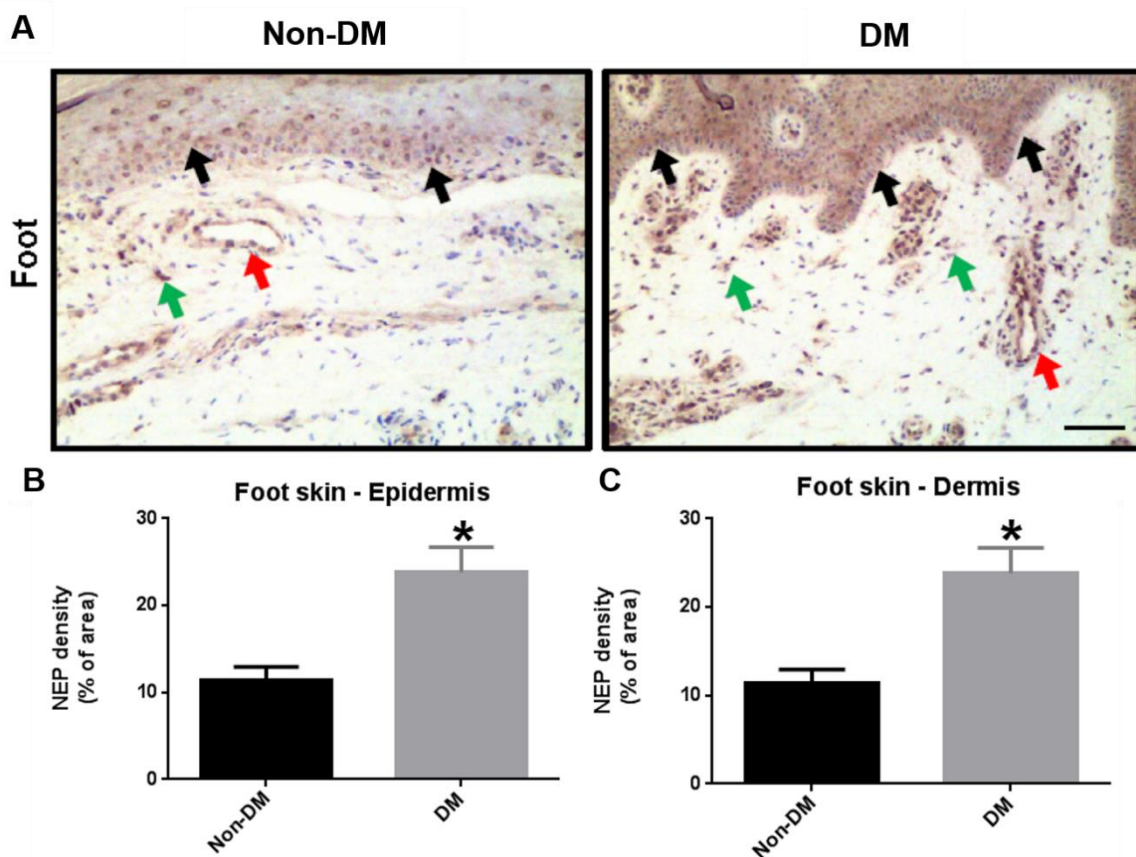 A
Non-DM
DM
Foot
B
Foot skin - Epidermis
NEP density
(% of area)
30
20
10
0
*
Non-DM
DM
C
Foot skin - Dermis
NEP density
(% of area)
30
20
10
0
*
Non-DM
DM